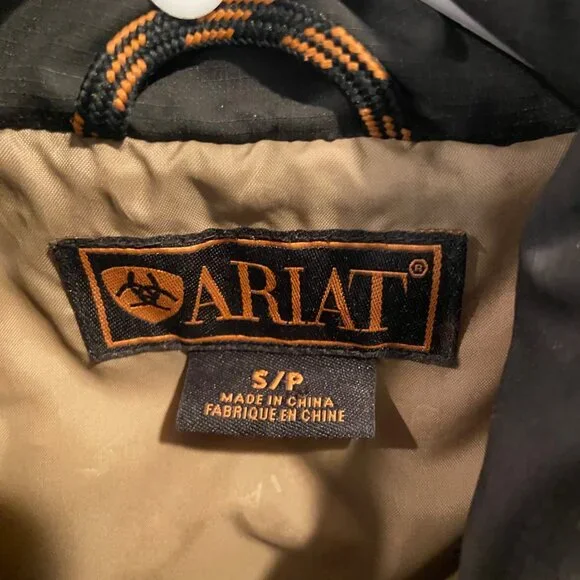 ARIAT®
S/P
MADE IN CHINA
FABRIQUE EN CHINE